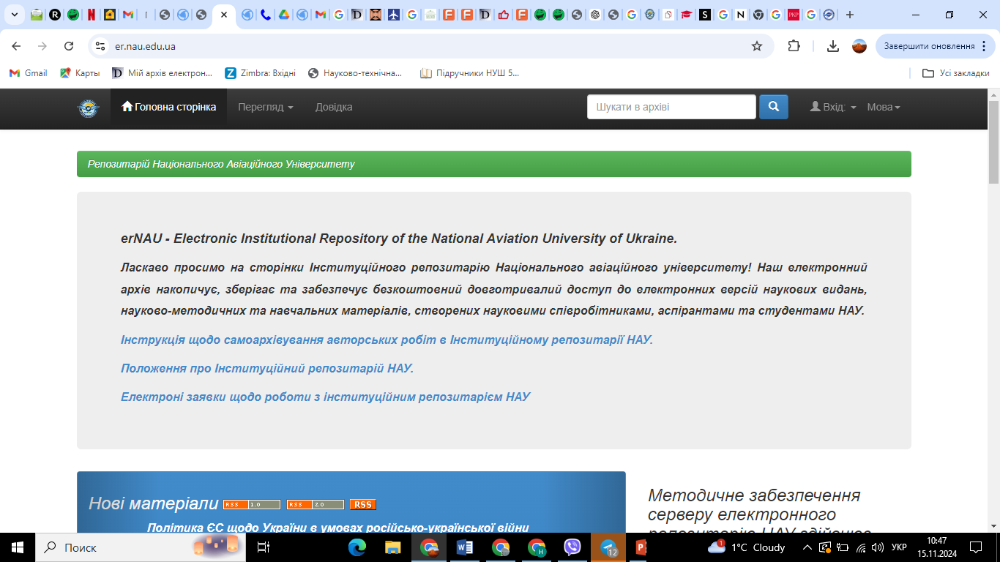 er.nau.edu.ua
Завершити оновлення
Gmail
Карты
Мій архів електрон...
Zimbra: Вхідні
Науково-технічна...
Підручники НУШ 5...
Усі закладки
Головна сторінка
Перегляд
Довідка
Шукати в архіві
Вхід:
Мова
Репозитарій Національного Авіаційного Університету
erNAU - Electronic Institutional Repository of the National Aviation University of Ukraine.
Ласкаво просимо на сторінки Інституційного репозитарію Національного авіаційного університету! Наш електронний
архів накопичує, зберігає та забезпечує безкоштовний довготривалий доступ до електронних версій наукових видань,
науково-методичних та навчальних матеріалів, створених науковими співробітниками, аспірантами та студентами НАУ.
Інструкція щодо самоархівування авторських робіт в Інституційному репозитарії НАУ.
Положення про Інституційний репозитарій НАУ.
Електроні заявки щодо роботи з інституційним репозитарієм НАУ
Нові матеріали RSS 1.0 RSS 2.0 RSS
Політика ЄС щодо України в умовах російсько-української війни
Методичне забезпечення
серверу електронного
репозитарію НАУ здійснює
Поиск
12
1
1°C Cloudy
УКР
10:47
15.11.2024